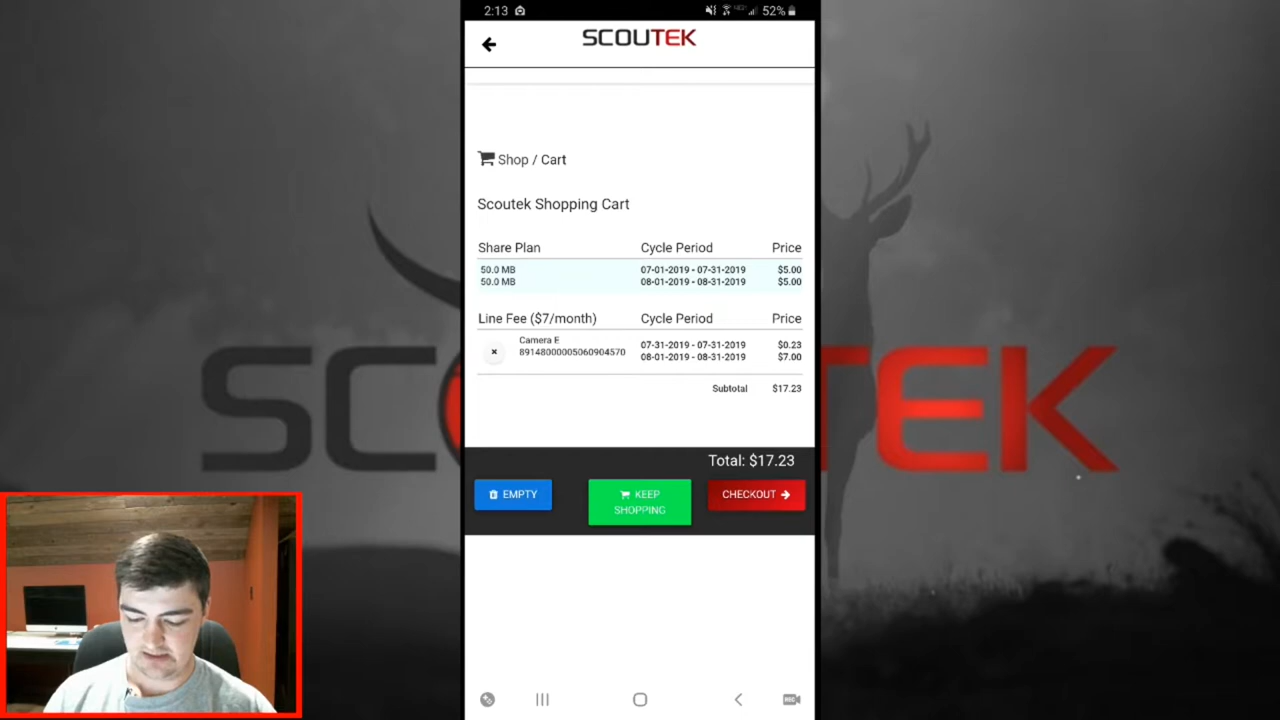 2:13 52%
SCOUTEK
Shop / Cart
Scoutek Shopping Cart
Share Plan Cycle Period Price
50.0 MB 07-01-2019 - 07-31-2019 $5.00
50.0 MB 08-01-2019 - 08-31-2019 $5.00
Line Fee ($7/month) Cycle Period Price
Camera E
89148000005060904570
07-31-2019 - 07-31-2019 $0.23
08-01-2019 - 08-31-2019 $7.00
Subtotal $17.23
Total: $17.23
EMPTY
KEEP
SHOPPING
CHECKOUT
REC
SC TEK